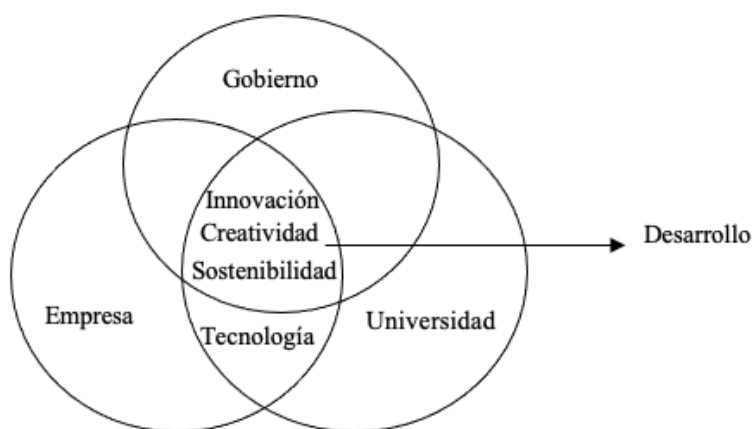 Gobierno
Innovación
Creatividad
Desarrollo
Sostenibilidad
Empresa
Universidad
Tecnología